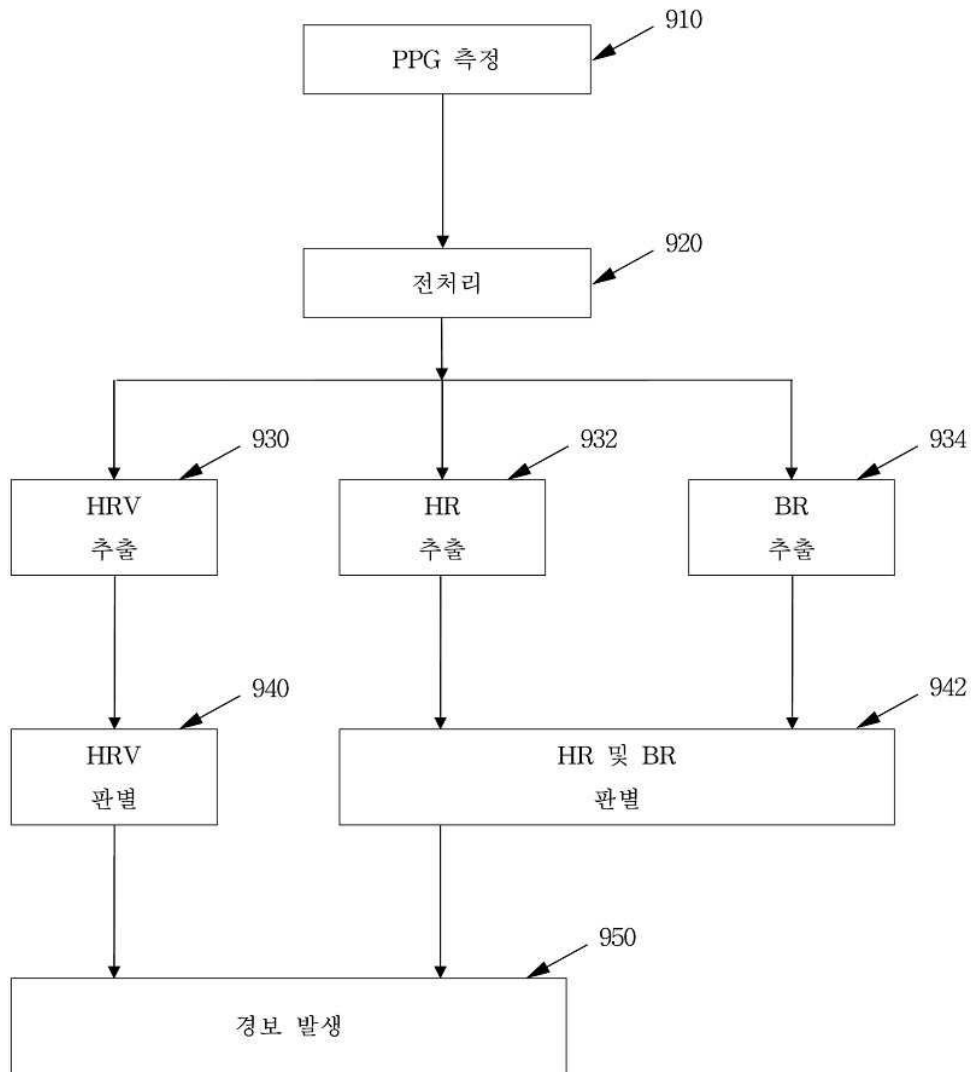 910
PPG 측정
920
전처리
930
932
934
HRV
추출
HR
추출
BR
추출
940
942
HRV
판별
HR 및 BR
판별
950
경보 발생